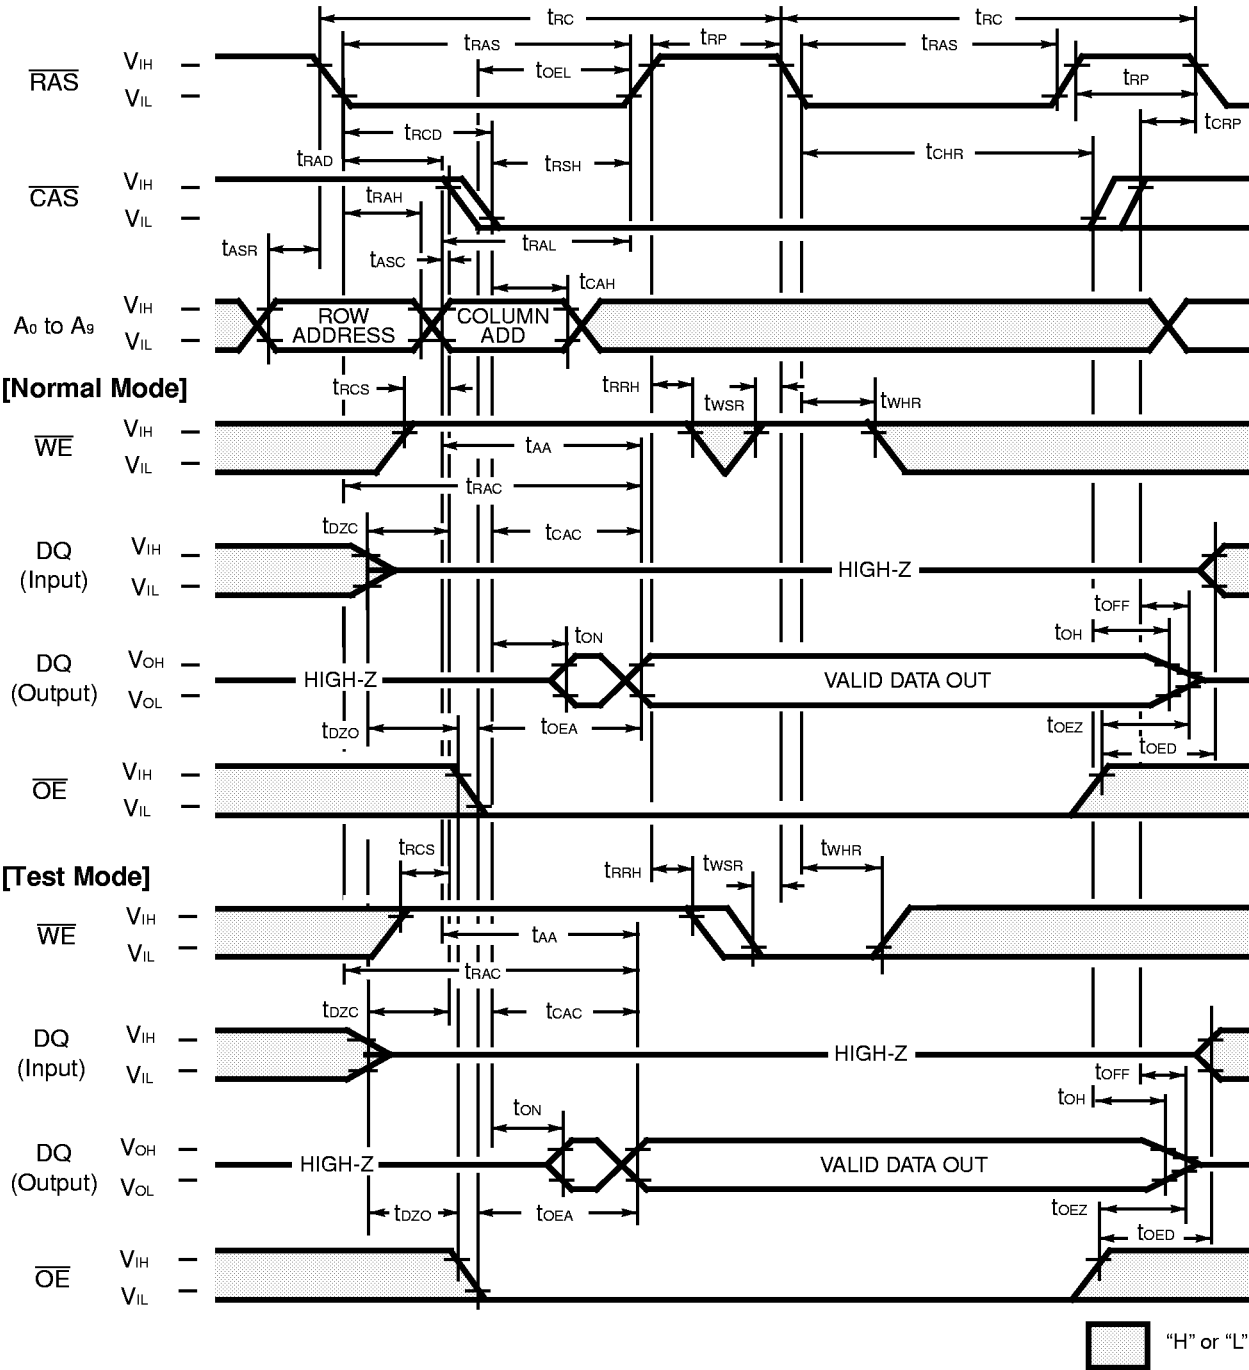 tRC tRC
tRAS tRP tRAS
RAS VIH tOEL
VIL tRP
tRCD tCRP
tRAD tRSH tCHR
CAS VIH
tRAH
VIL
tASR tRAL
tASC
tCAH
A0 to A9 VIH ROW ADDRESS COLUMN ADD
VIL
[Normal Mode]
tRCS tRRH tWSR tWHR
WE VIH
tAA
VIL
tRAC
tDZC tCAC
DQ (Input) VIH
HIGH-Z
VIL
tOFF
tON tOH
DQ (Output) VOH
HIGH-Z VALID DATA OUT
VOL
tDZO tOEA tOEZ
tOED
OE VIH
VIL
[Test Mode]
tRCS tRRH tWSR tWHR
WE VIH
tAA
VIL
tRAC
tDZC tCAC
DQ (Input) VIH
HIGH-Z
VIL
tOFF
tON tOH
DQ (Output) VOH
HIGH-Z VALID DATA OUT
VOL
tDZO tOEA tOEZ
tOED
OE VIH
VIL
“H” or “L”